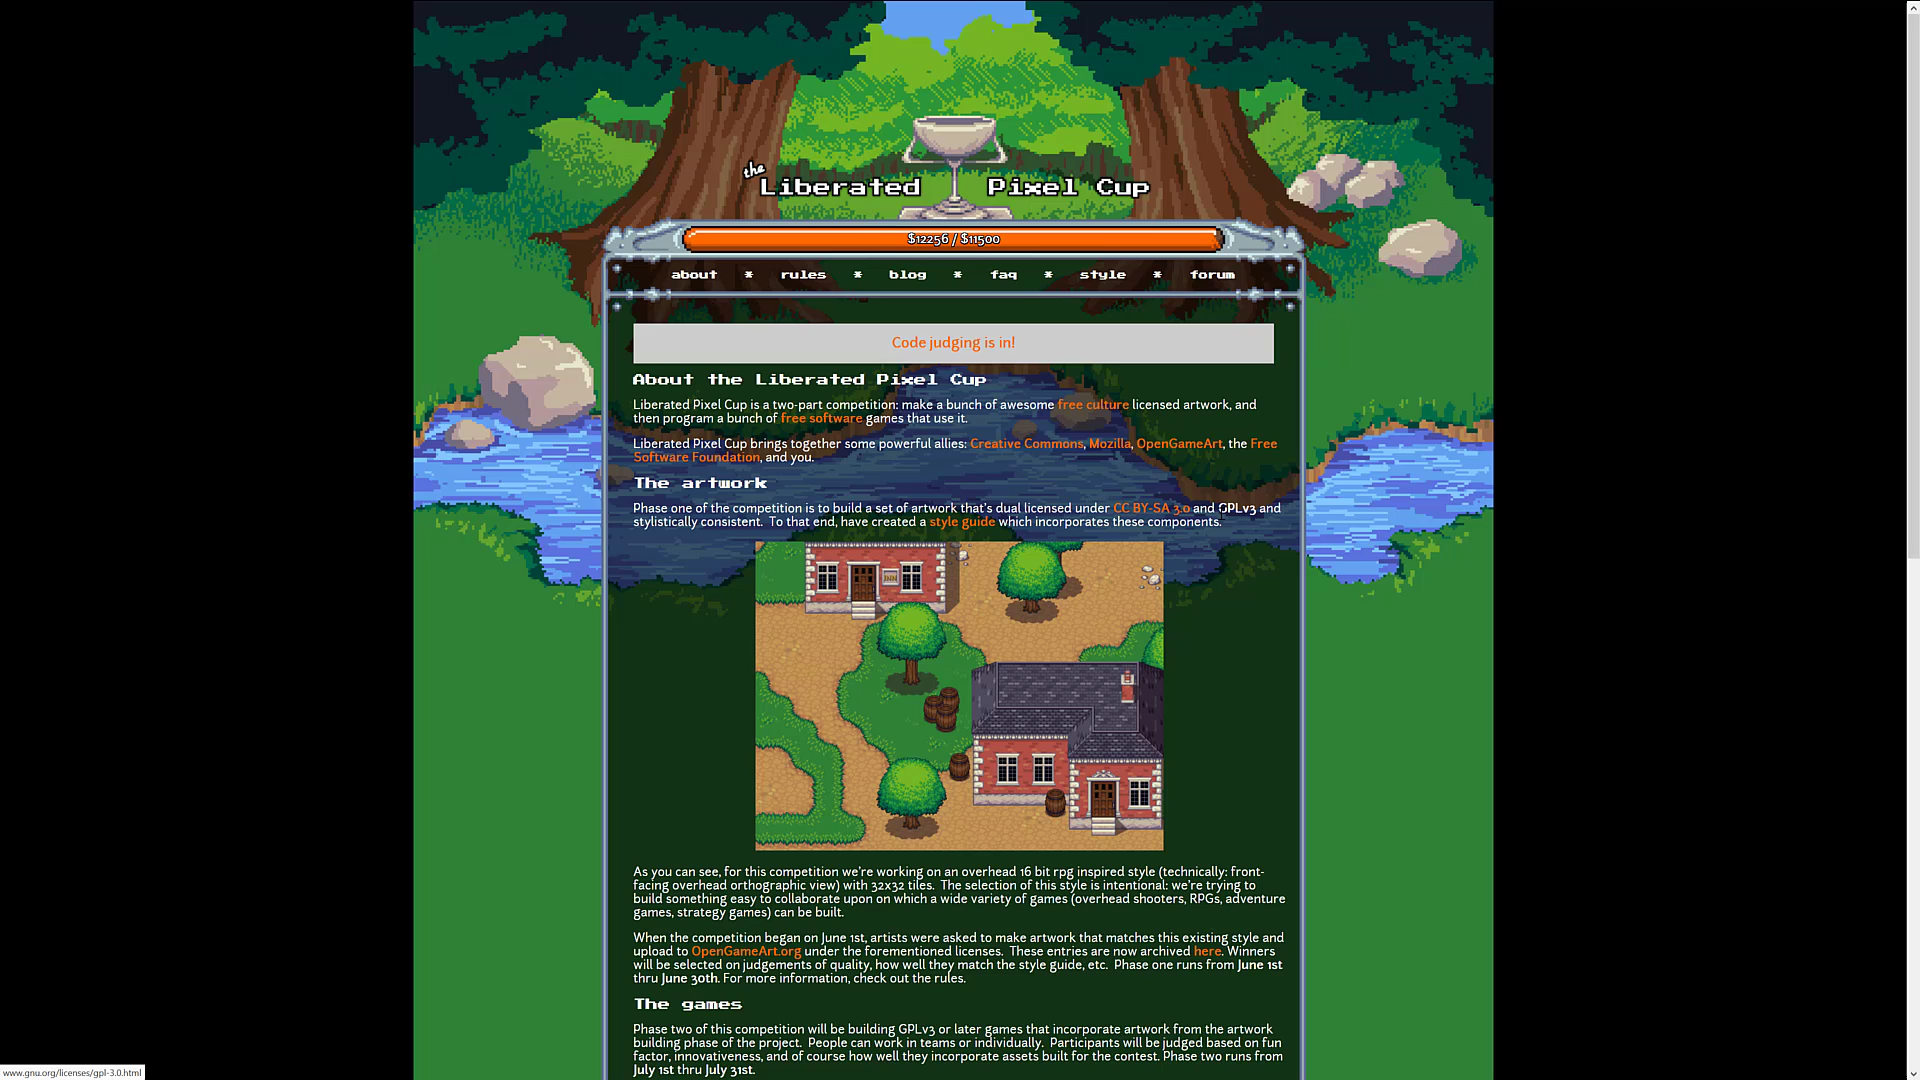 the
Liberated Pixel Cup
$12256 / $11500
about * rules * blog * faq * style * forum
Code judging is in!
About the Liberated Pixel Cup
Liberated Pixel Cup is a two-part competition: make a bunch of awesome free culture licensed artwork, and
then program a bunch of free software games that use it.
Liberated Pixel Cup brings together some powerful allies: Creative Commons, Mozilla, OpenGameArt, the Free
Software Foundation, and you.
The artwork
Phase one of the competition is to build a set of artwork that's dual licensed under CC BY-SA 3.0 and GPLv3 and
stylistically consistent. To that end, have created a style guide which incorporates these components.
INN
As you can see, for this competition we're working on an overhead 16 bit rpg inspired style (technically: front-
facing overhead orthographic view) with 32x32 tiles. The selection of this style is intentional: we're trying to
build something easy to collaborate upon on which a wide variety of games (overhead shooters, RPGs, adventure
games, strategy games) can be built.
When the competition began on June 1st, artists were asked to make artwork that matches this existing style and
upload to OpenGameArt.org under the forementioned licenses. These entries are now archived here. Winners
will be selected on judgements of quality, how well they match the style guide, etc. Phase one runs from June 1st
thru June 30th. For more information, check out the rules.
The games
Phase two of this competition will be building GPLv3 or later games that incorporate artwork from the artwork
building phase of the project. People can work in teams or individually. Participants will be judged based on fun
factor, innovativeness, and of course how well they incorporate assets built for the contest. Phase two runs from
July 1st thru July 31st.
www.gnu.org/licenses/gpl-3.0.html